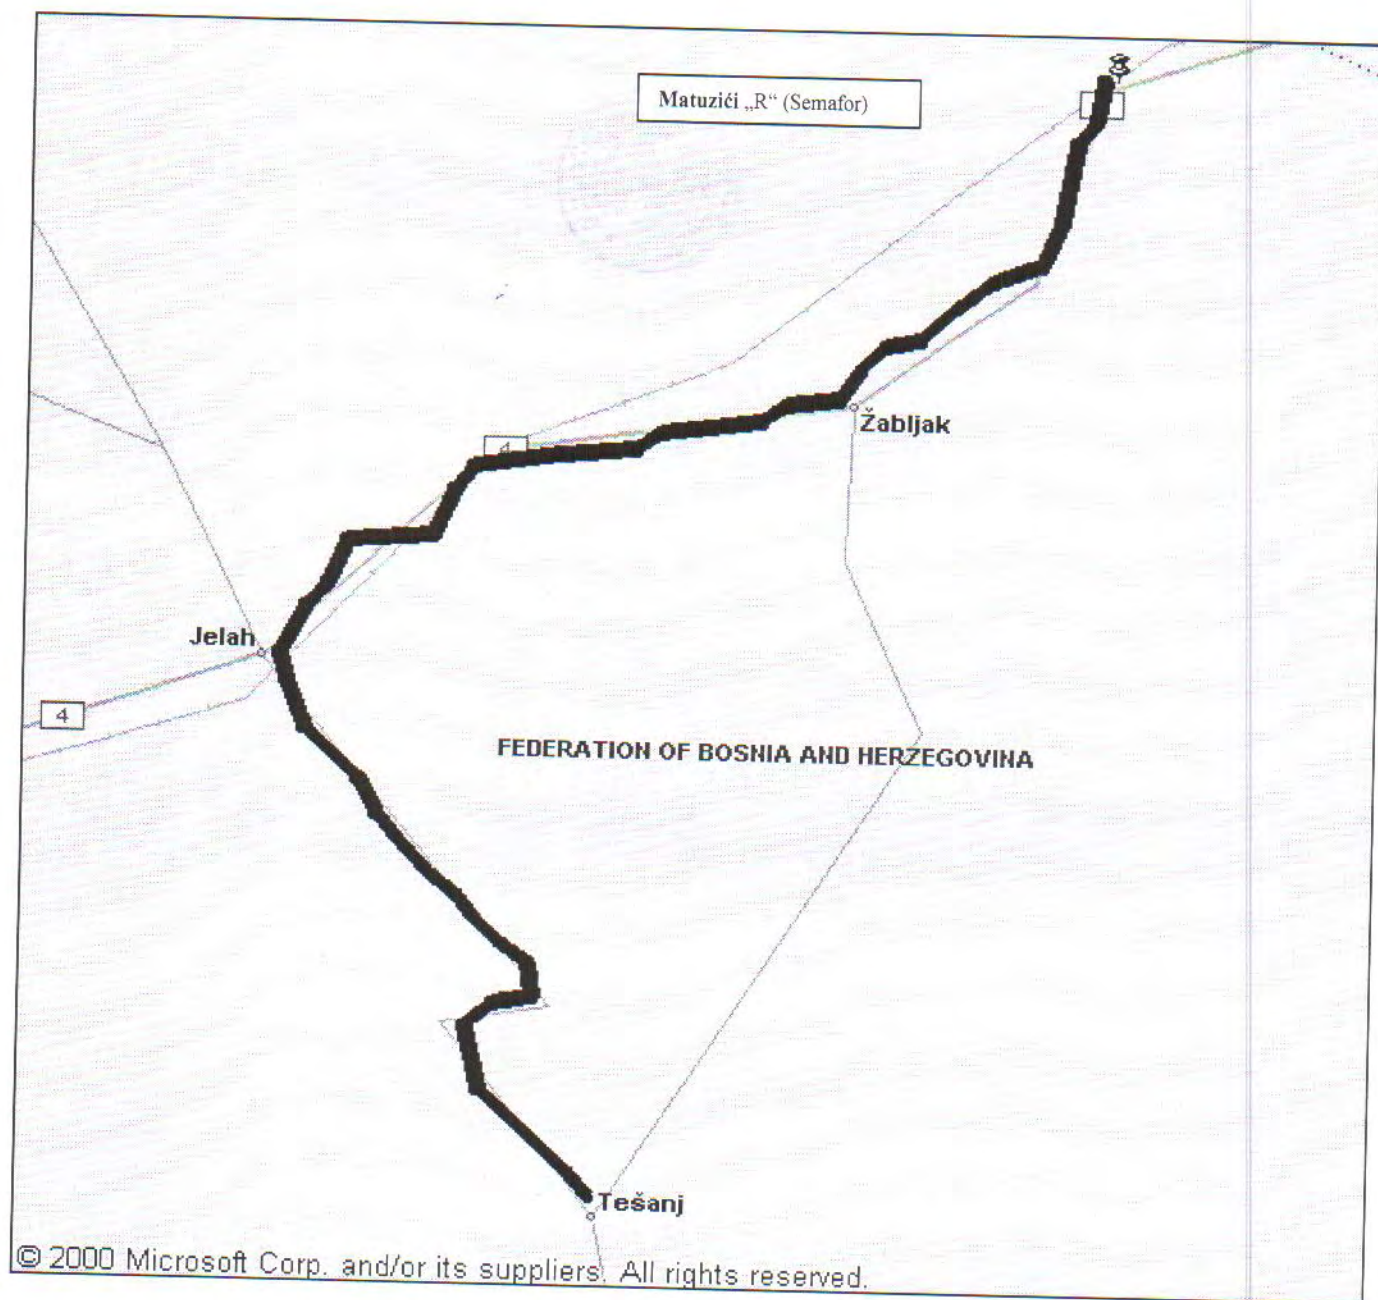 Matuzići „R“ (Semafor)
Žabljak
4
Jelah
4
FEDERATION OF BOSNIA AND HERZEGOVINA
Tešanj
© 2000 Microsoft Corp. and/or its suppliers. All rights reserved.